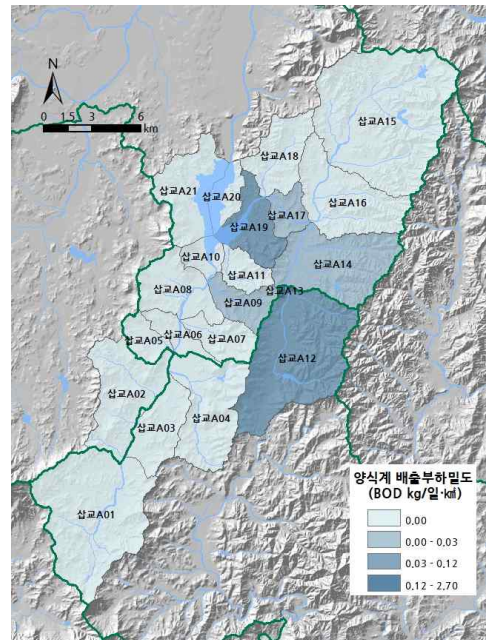 N
0 1.5 3 6
km
삽교A15
삽교A18
삽교A21
삽교A20
삽교A16
삽교A17
삽교A19
삽교A10
삽교A14
삽교A11
삽교A08
삽교A13
삽교A09
삽교A05
삽교A06
삽교A07
삽교A12
삽교A02
삽교A03
삽교A04
삽교A01
양식계 배출부하밀도
(BOD kg/일·㎢)
0.00
0.00 - 0.03
0.03 - 0.12
0.12 - 2.70